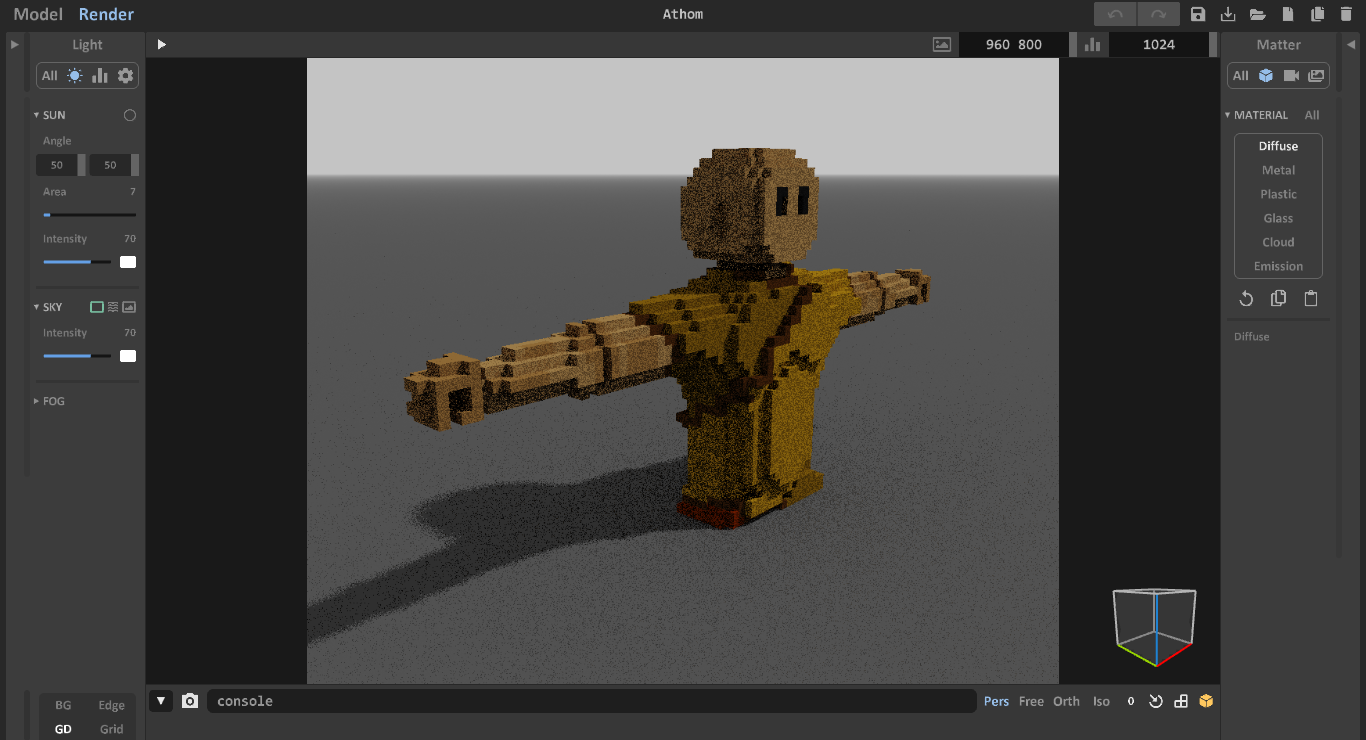 Model Render
Athom
Light
960 800
1024
Matter
All
All
SUN
MATERIAL All
Angle
Diffuse
50 50
Metal
Area 7
Plastic
Glass
Intensity 70
Cloud
Emission
SKY
Intensity 70
Diffuse
FOG
BG Edge
GD Grid
console
Pers Free Orth Iso 0